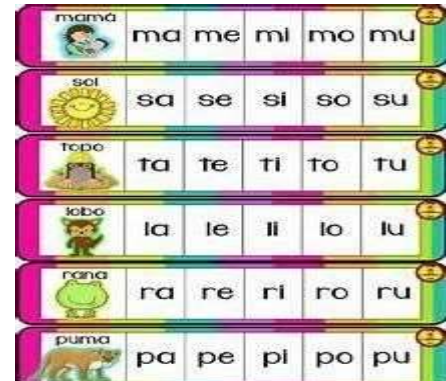 mamá
ma me mi mo mu
sol
sa se si so su
topo
ta te ti to tu
lobo
la le li lo lu
rana
ra re ri ro ru
puma
pa pe pi po pu